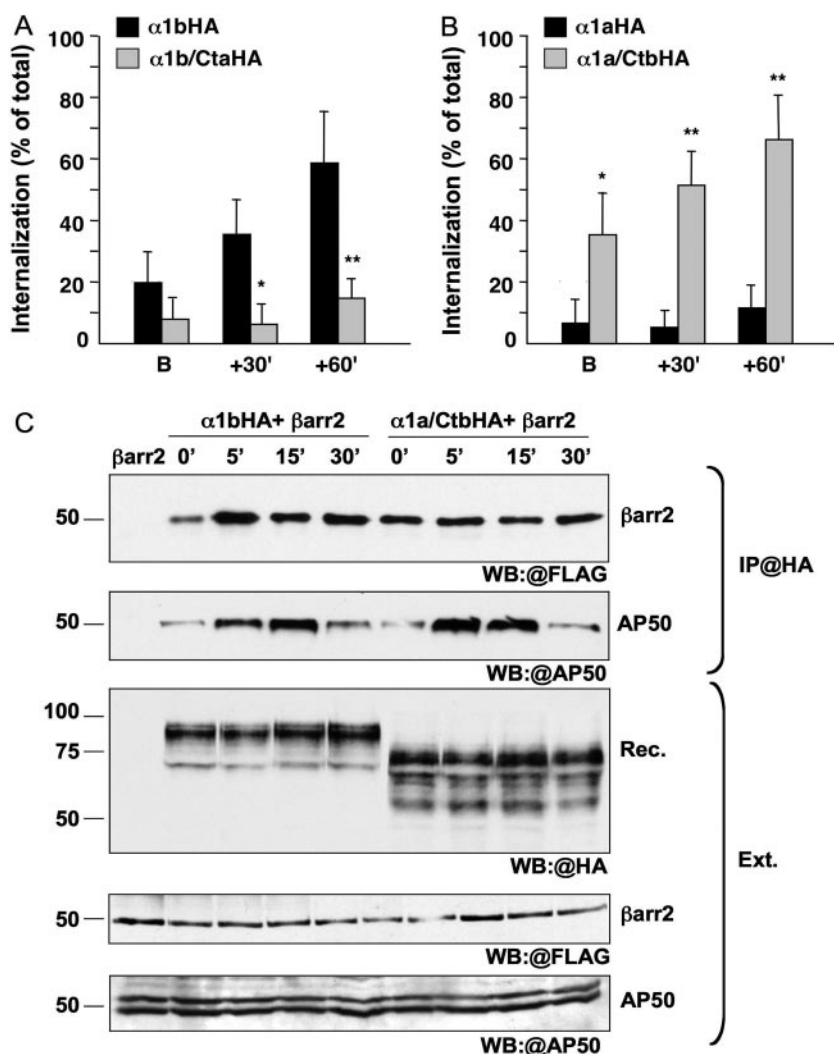 A
α1bHA
α1b/CtaHA
Internalization (% of total)
100
80
60
40
20
0
*
**
B +30' +60'
B
α1aHA
α1a/CtbHA
Internalization (% of total)
100
80
60
40
20
0
*
**
**
B +30' +60'
C
α1bHA+ βarr2 α1a/CtbHA+ βarr2
βarr2 0’ 5’ 15’ 30’ 0’ 5’ 15’ 30’
50
βarr2
WB:@FLAG
50
AP50
WB:@AP50
IP@HA
100
75
50
Rec.
WB:@HA
50
βarr2
WB:@FLAG
50
AP50
WB:@AP50
Ext.